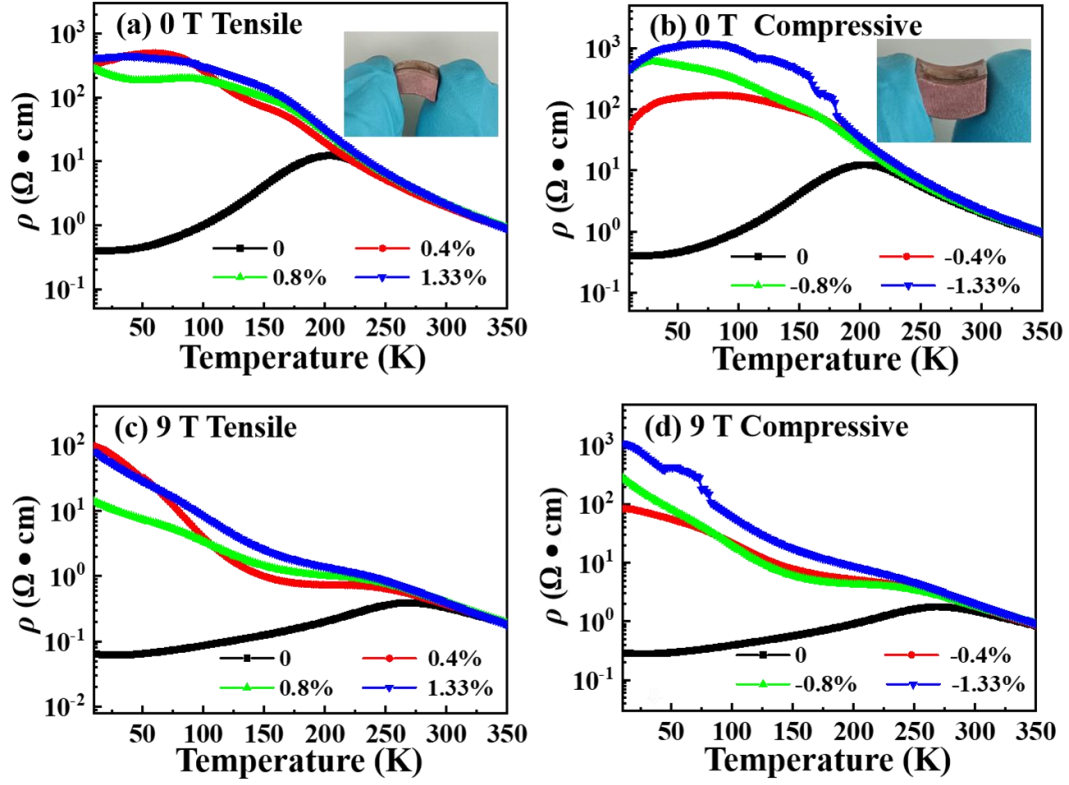 (a) 0 T Tensile
ρ (Ω • cm)
10³
10²
10¹
10⁰
10⁻¹
0 0.4%
0.8% 1.33%
50 100 150 200 250 300 350
Temperature (K)
(b) 0 T Compressive
ρ (Ω • cm)
10³
10²
10¹
10⁰
10⁻¹
0 -0.4%
-0.8% -1.33%
50 100 150 200 250 300 350
Temperature (K)
(c) 9 T Tensile
ρ (Ω • cm)
10²
10¹
10⁰
10⁻¹
10⁻²
0 0.4%
0.8% 1.33%
50 100 150 200 250 300 350
Temperature (K)
(d) 9 T Compressive
ρ (Ω • cm)
10³
10²
10¹
10⁰
10⁻¹
0 -0.4%
-0.8% -1.33%
50 100 150 200 250 300 350
Temperature (K)